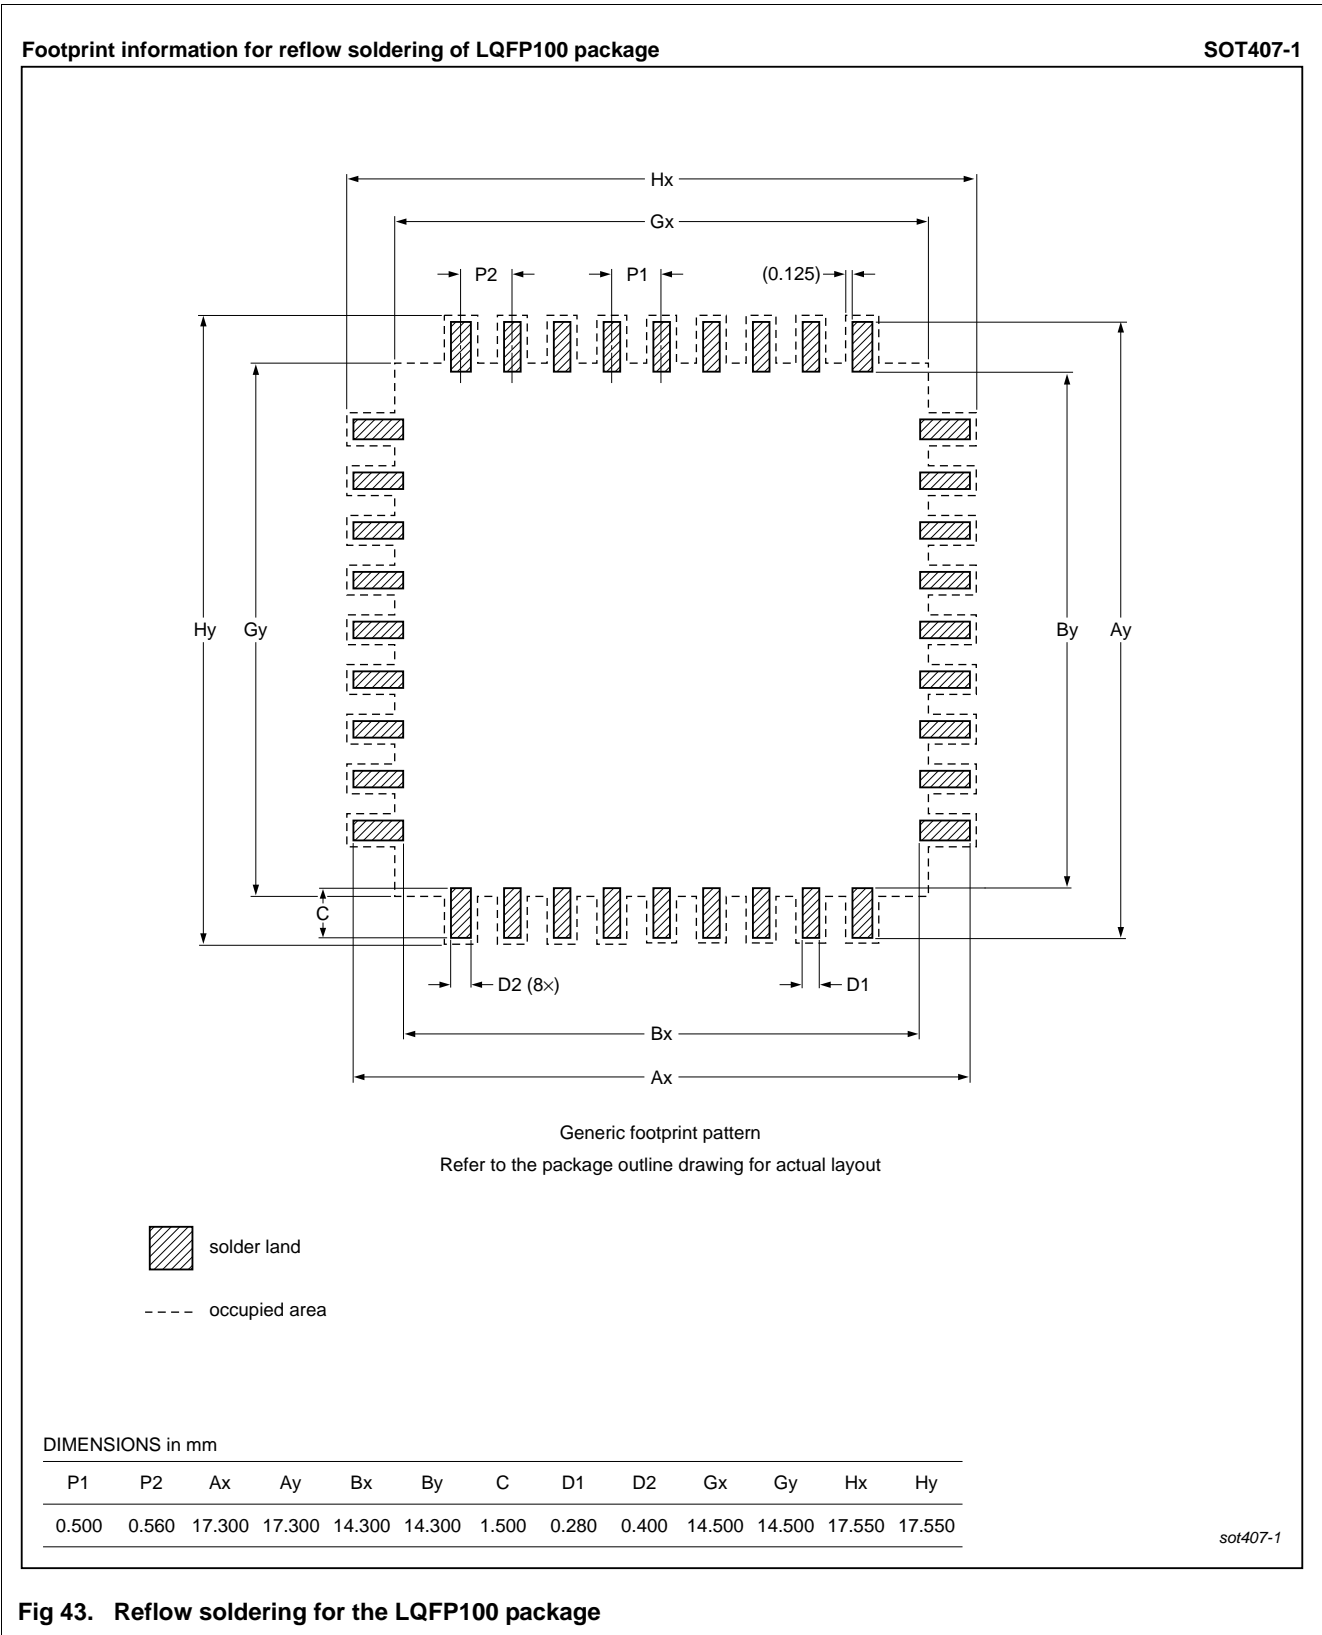 Footprint information for reflow soldering of LQFP100 package SOT407-1
Hx
Gx
P2 P1 (0.125)
Hy Gy By Ay
C
D2 (8×) D1
Bx
Ax
Generic footprint pattern
Refer to the package outline drawing for actual layout
solder land
occupied area
DIMENSIONS in mm
P1 P2 Ax Ay Bx By C D1 D2 Gx Gy Hx Hy
0.500 0.560 17.300 17.300 14.300 14.300 1.500 0.280 0.400 14.500 14.500 17.550 17.550
sot407-1
Fig 43. Reflow soldering for the LQFP100 package